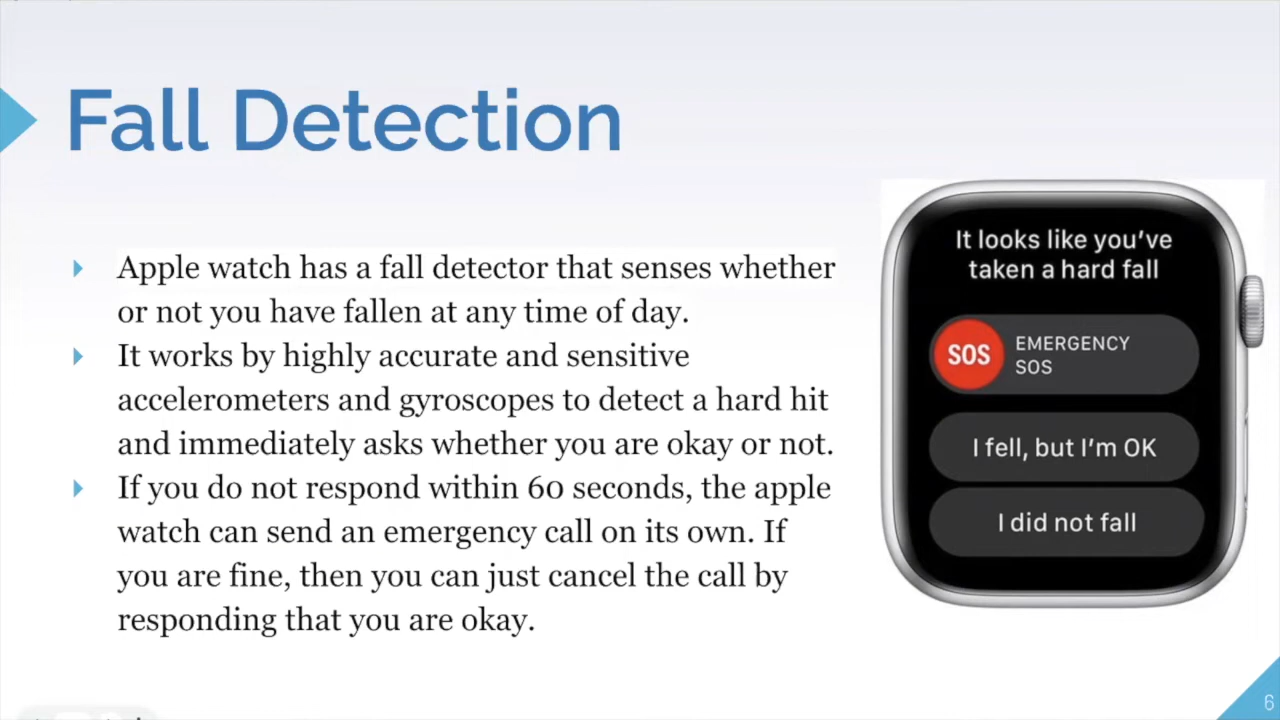 Fall Detection
Apple watch has a fall detector that senses whether
or not you have fallen at any time of day.
It works by highly accurate and sensitive
accelerometers and gyroscopes to detect a hard hit
and immediately asks whether you are okay or not.
If you do not respond within 60 seconds, the apple
watch can send an emergency call on its own. If
you are fine, then you can just cancel the call by
responding that you are okay.
It looks like you've
taken a hard fall
SOS
EMERGENCY
SOS
I fell, but I'm OK
I did not fall
6